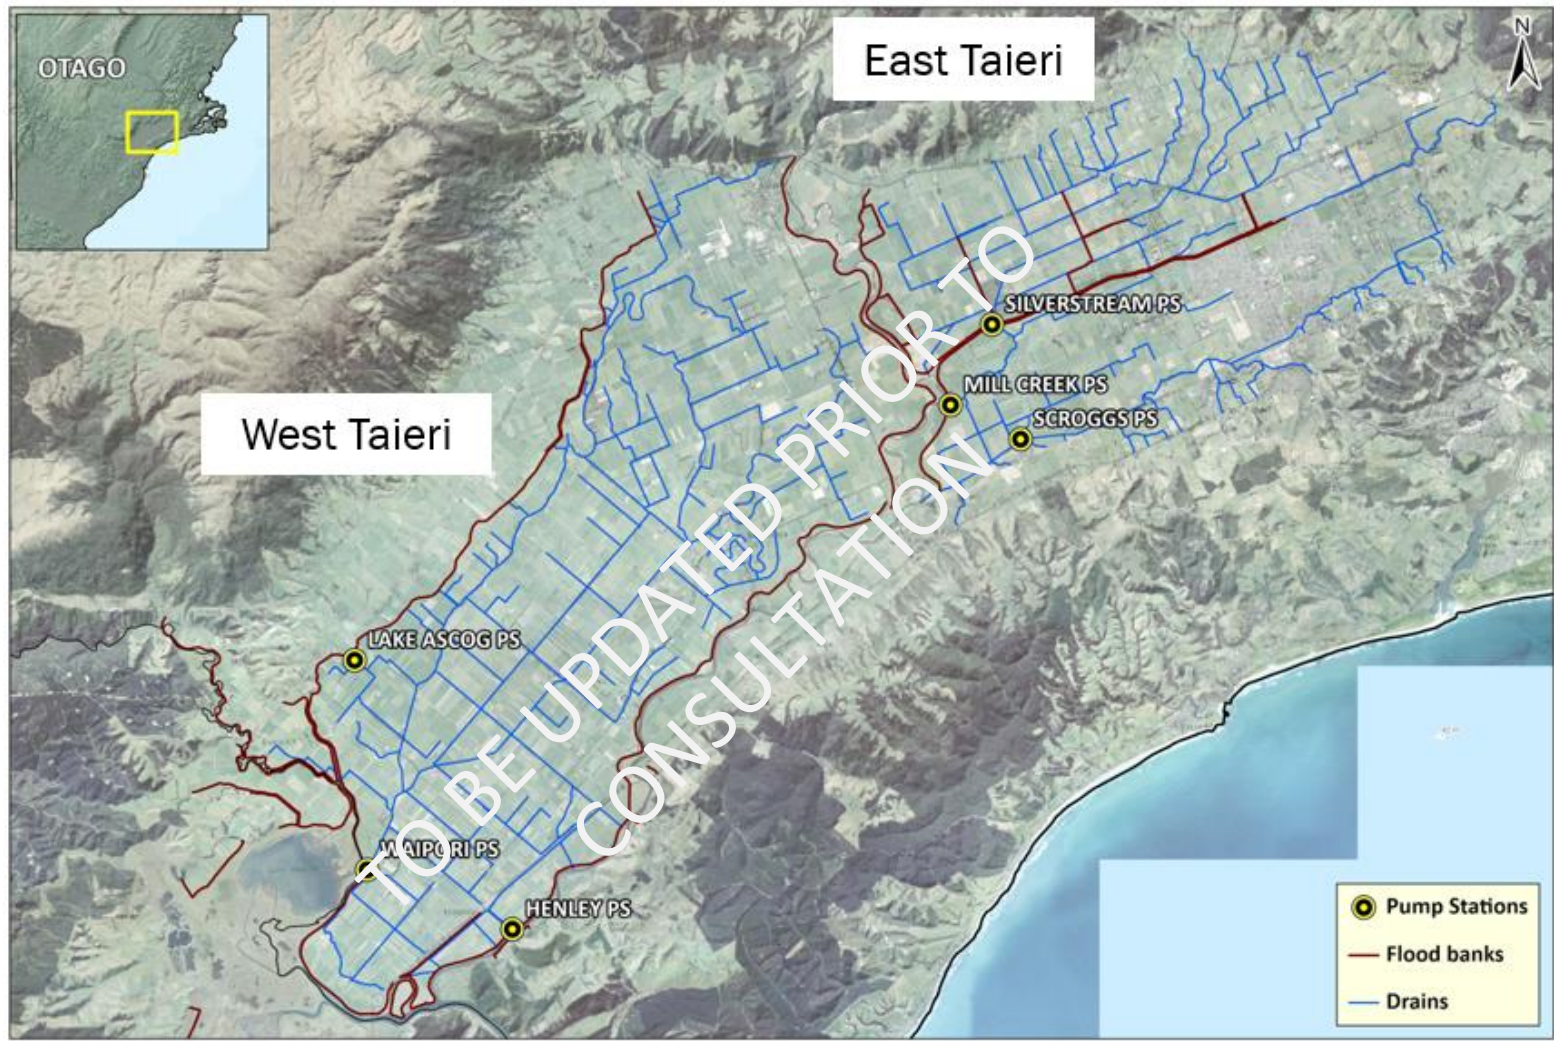 OTAGO
East Taieri
N
West Taieri
SILVERSTREAM PS
MILL CREEK PS
SCROGGS PS
LAKE ASCOG PS
WAIPORI PS
HENLEY PS
TO BE UPDATED PRIOR TO
CONSULTATION
Pump Stations
Flood banks
Drains